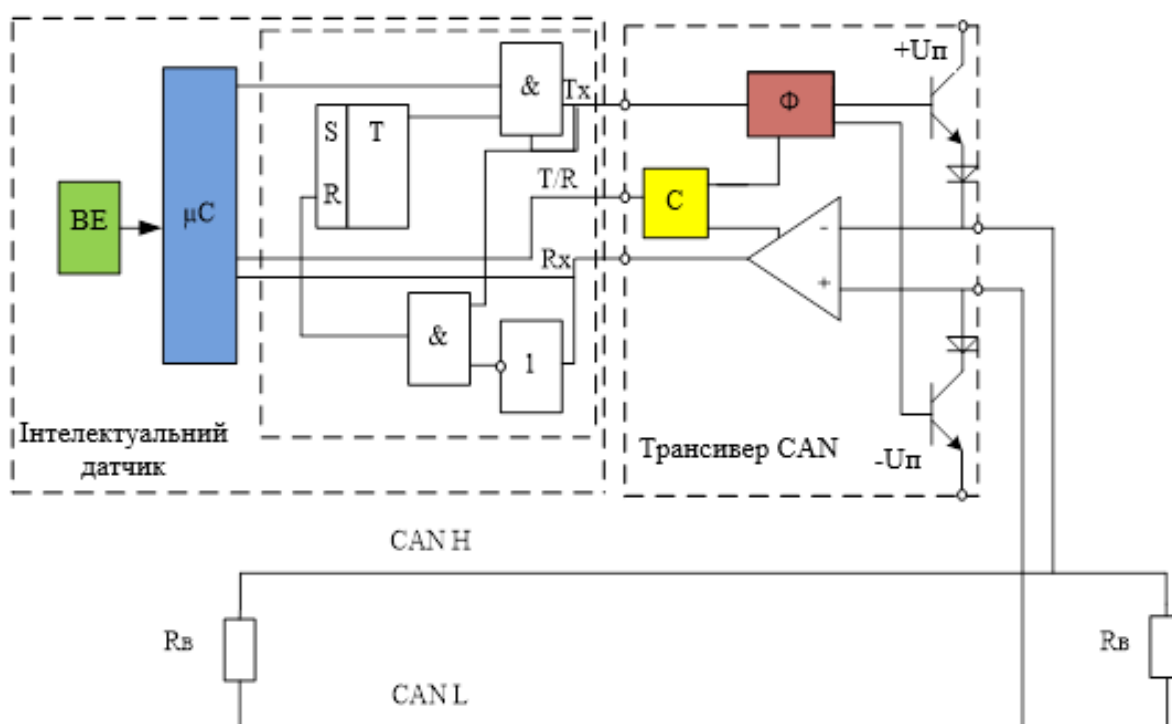 +Uп
&
Tx
Ф
S
T
R
T/R
C
BE
μC
Rx
-
+
&
1
Інтелектуальний
датчик
Трансивер CAN
-Uп
CAN H
Rв
Rв
CAN L